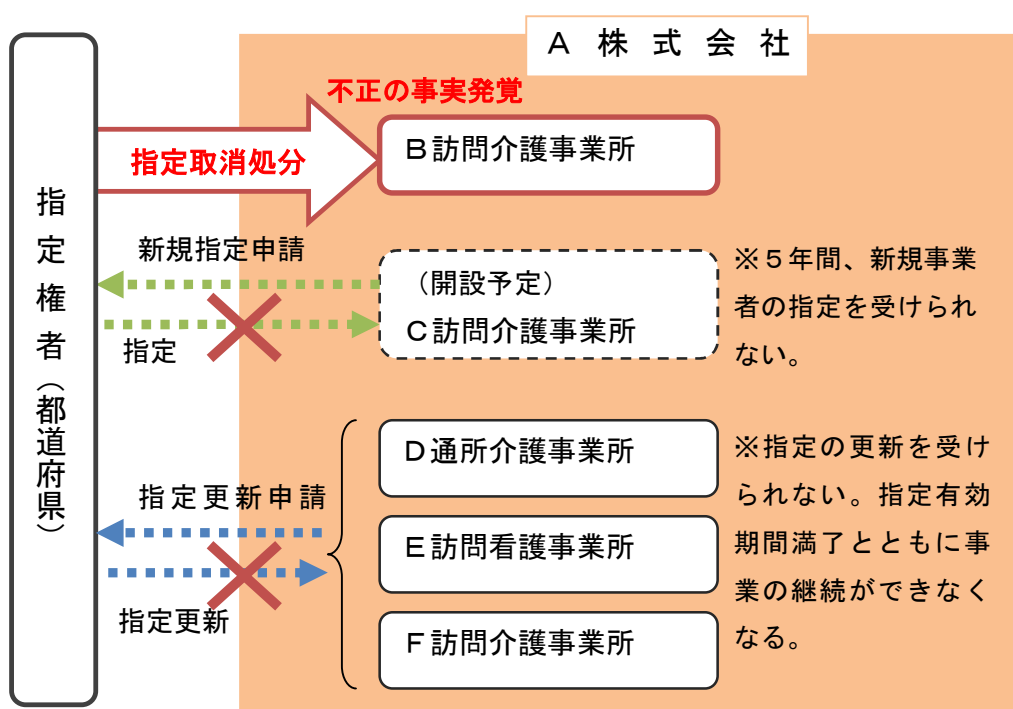 A 株 式 会 社
不正の事実発覚
指定取消処分
B訪問介護事業所
指定権者（都道府県）
新規指定申請
指定
（開設予定）
C訪問介護事業所
※５年間、新規事業
者の指定を受けられ
ない。
指定更新申請
指定更新
D通所介護事業所
E訪問看護事業所
F訪問介護事業所
※指定の更新を受け
られない。指定有効
期間満了とともに事
業の継続ができなく
なる。